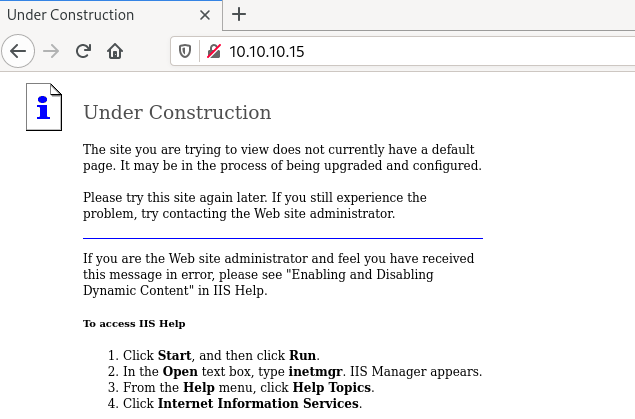 Under Construction
10.10.10.15
Under Construction
The site you are trying to view does not currently have a default
page. It may be in the process of being upgraded and configured.
Please try this site again later. If you still experience the
problem, try contacting the Web site administrator.
If you are the Web site administrator and feel you have received
this message in error, please see "Enabling and Disabling
Dynamic Content" in IIS Help.
To access IIS Help
1. Click Start, and then click Run.
2. In the Open text box, type inetmgr. IIS Manager appears.
3. From the Help menu, click Help Topics.
4. Click Internet Information Services.